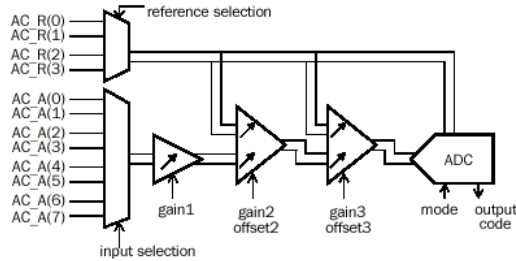 reference selection
AC_R(0)
AC_R(1)
AC_R(2)
AC_R(3)
AC_A(0)
AC_A(1)
AC_A(2)
AC_A(3)
AC_A(4)
AC_A(5)
AC_A(6)
AC_A(7)
ADC
gain1
gain2
offset2
gain3
offset3
mode
output
code
input selection